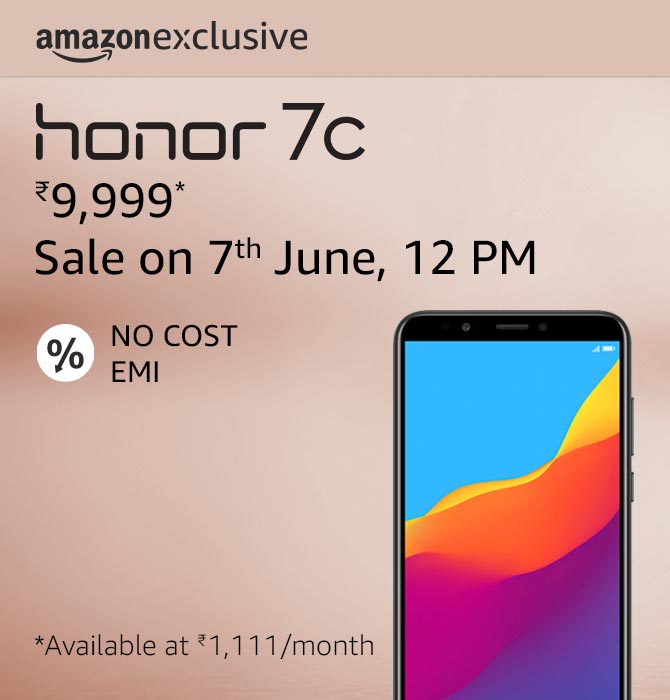 amazonexclusive
honor 7c
₹9,999*
Sale on 7th June, 12 PM
%
NO COST
EMI
*Available at ₹1,111/month